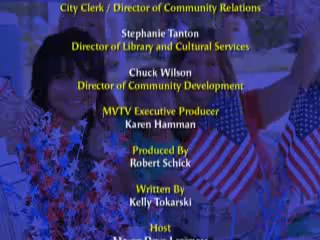 City Clerk / Director of Community Relations
Stephanie Tanton
Director of Library and Cultural Services
Chuck Wilson
Director of Community Development
MVTV Executive Producer
Karen Hamman
Produced By
Robert Schick
Written By
Kelly Tokarski
Host